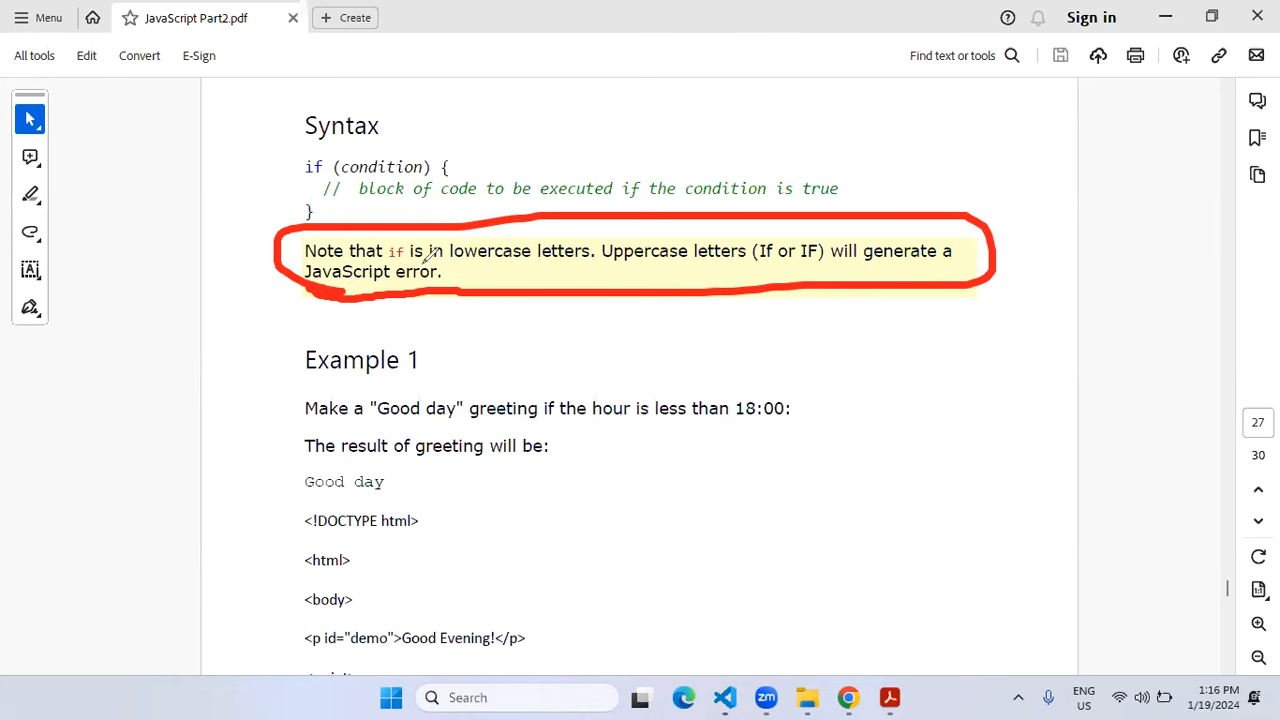 Menu
JavaScript Part2.pdf
Create
Sign in
All tools
Edit
Convert
E-Sign
Find text or tools
Syntax
if (condition) {
// block of code to be executed if the condition is true
}
Note that if is in lowercase letters. Uppercase letters (If or IF) will generate a
JavaScript error.
Example 1
Make a "Good day" greeting if the hour is less than 18:00:
The result of greeting will be:
Good day
<!DOCTYPE html>
<html>
<body>
<p id="demo">Good Evening!</p>
27
30
1:1
Search
zm
ENG
US
1:16 PM
1/19/2024